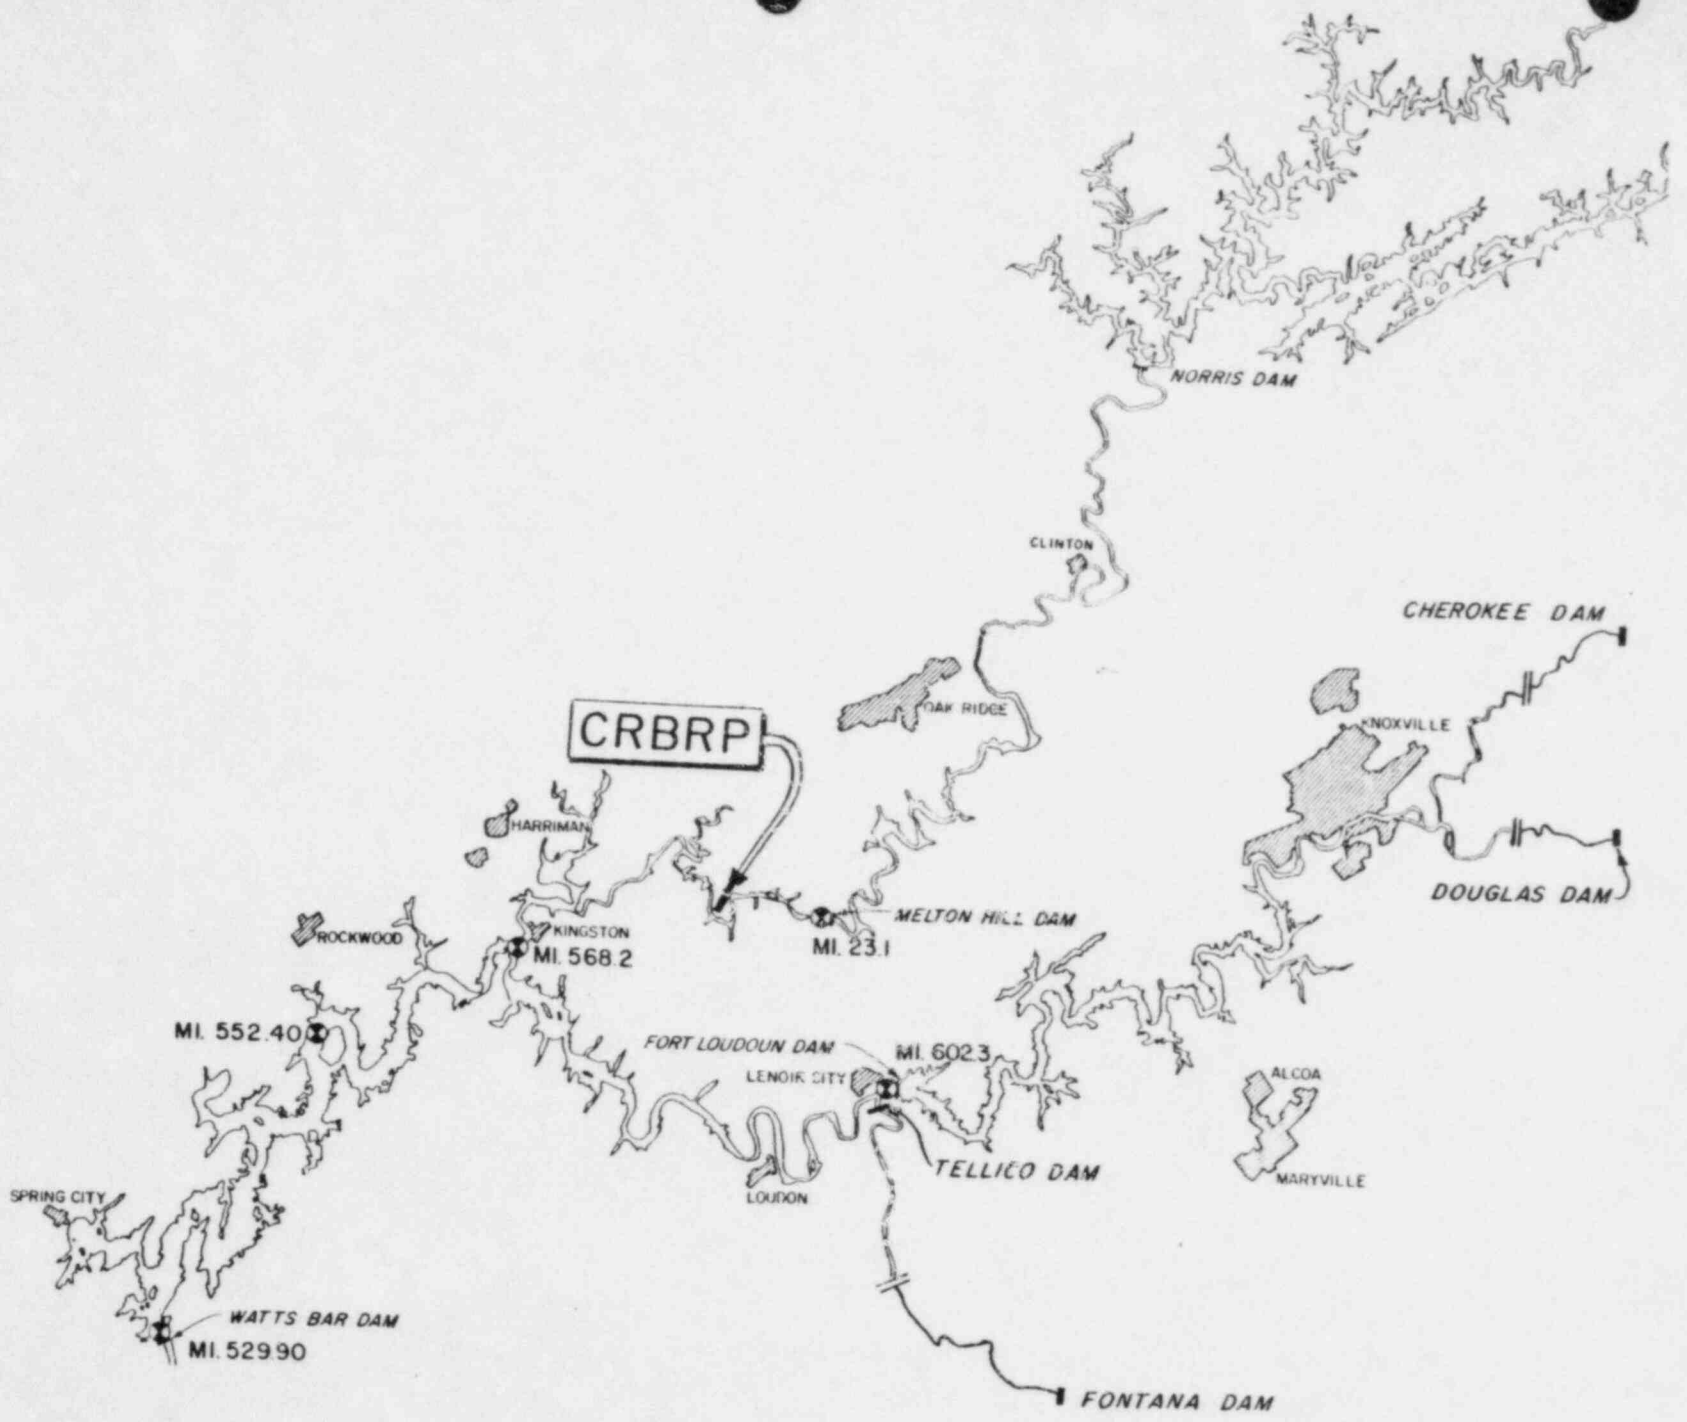 NORRIS DAM
CLINTON
CHEROKEE DAM
OAK RIDGE
CRBRP
KNOXVILLE
HARRIMAN
DOUGLAS DAM
MELTON HILL DAM
MI. 23.1
ROCKWOOD
KINGSTON
MI. 568.2
MI. 552.40
FORT LOUDOUN DAM
MI. 602.3
LENOIR CITY
ALCOA
TELLICO DAM
MARYVILLE
LOUDON
SPRING CITY
WATTS BAR DAM
MI. 529.90
FONTANA DAM